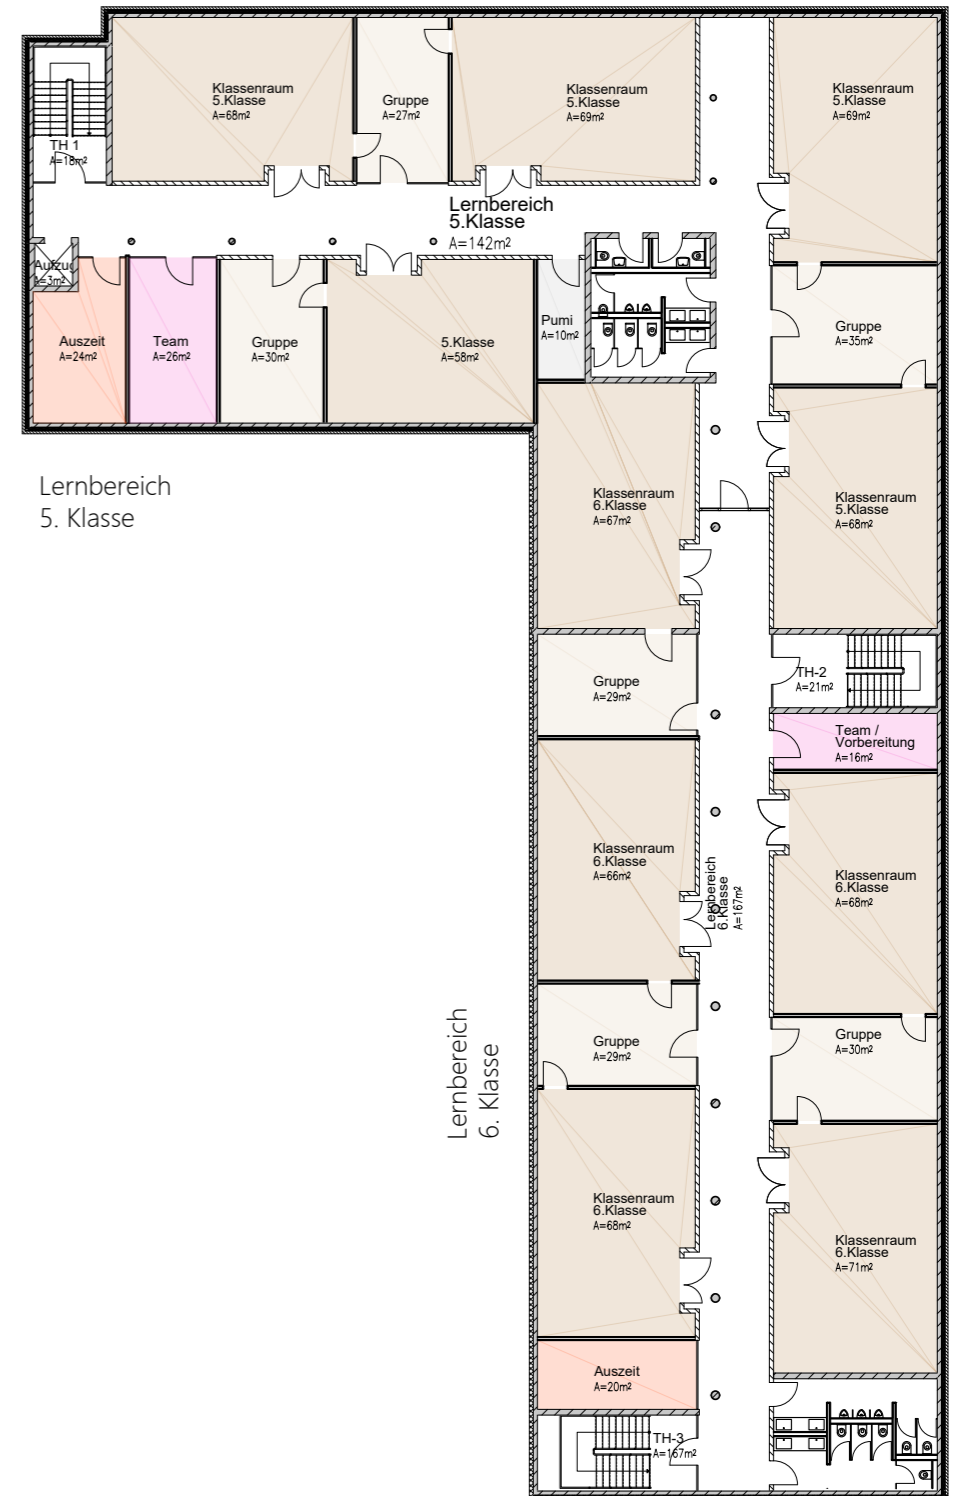 Klassenraum
5.Klasse
A=68m²
Gruppe
A=27m²
Klassenraum
5.Klasse
A=69m²
Klassenraum
5.Klasse
A=69m²
TH 1
A=18m²
Lernbereich
5.Klasse
A=142m²
Aufzug
A=3m²
Auszeit
A=24m²
Team
A=26m²
Gruppe
A=30m²
5.Klasse
A=58m²
Pumi
A=10m²
Gruppe
A=35m²
Lernbereich
5. Klasse
Klassenraum
6.Klasse
A=67m²
Klassenraum
5.Klasse
A=68m²
Gruppe
A=29m²
TH-2
A=21m²
Team /
Vorbereitung
A=16m²
Klassenraum
6.Klasse
A=66m²
Lernbereich
6.Klasse
A=167m²
Klassenraum
6.Klasse
A=68m²
Lernbereich
6. Klasse
Gruppe
A=29m²
Gruppe
A=30m²
Klassenraum
6.Klasse
A=68m²
Klassenraum
6.Klasse
A=71m²
Auszeit
A=20m²
TH-3
A=167m²